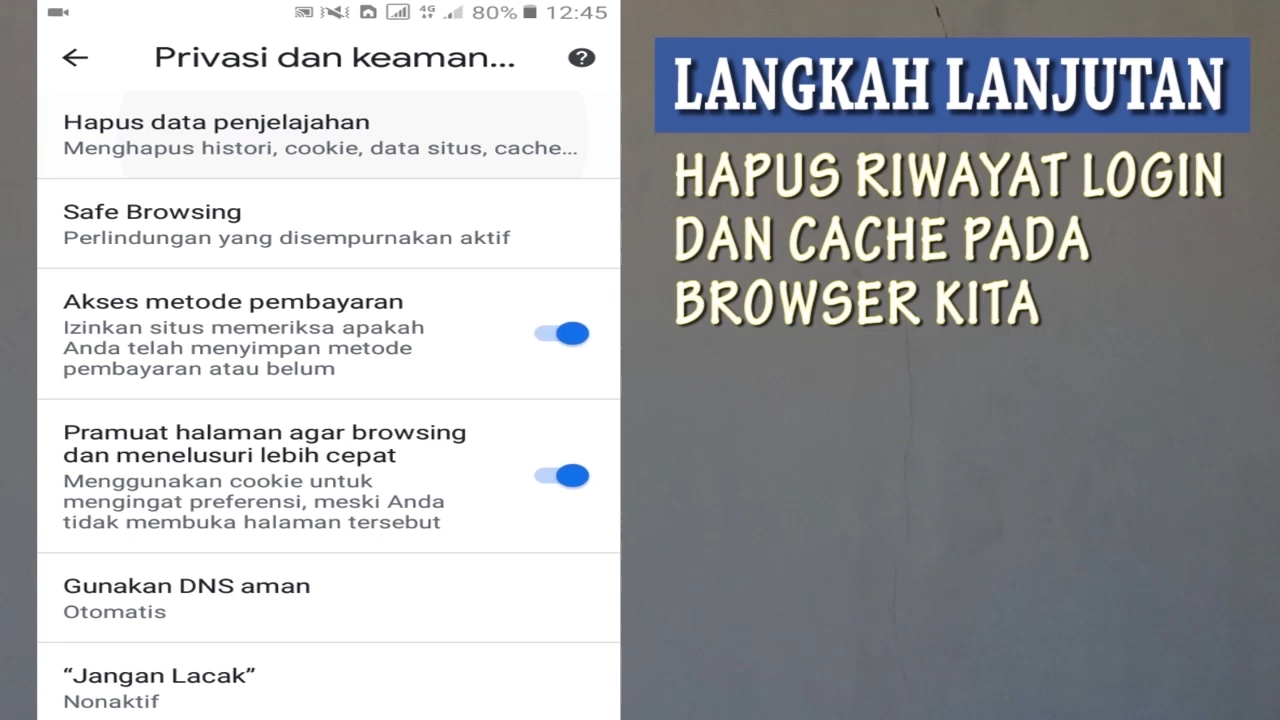 4G 80% 12:45
Privasi dan keaman...
Hapus data penjelajahan
Menghapus histori, cookie, data situs, cache...
Safe Browsing
Perlindungan yang disempurnakan aktif
Akses metode pembayaran
Izinkan situs memeriksa apakah
Anda telah menyimpan metode
pembayaran atau belum
Pramuat halaman agar browsing
dan menelusuri lebih cepat
Menggunakan cookie untuk
mengingat preferensi, meski Anda
tidak membuka halaman tersebut
Gunakan DNS aman
Otomatis
“Jangan Lacak”
Nonaktif
LANGKAH LANJUTAN
HAPUS RIWAYAT LOGIN
DAN CACHE PADA
BROWSER KITA